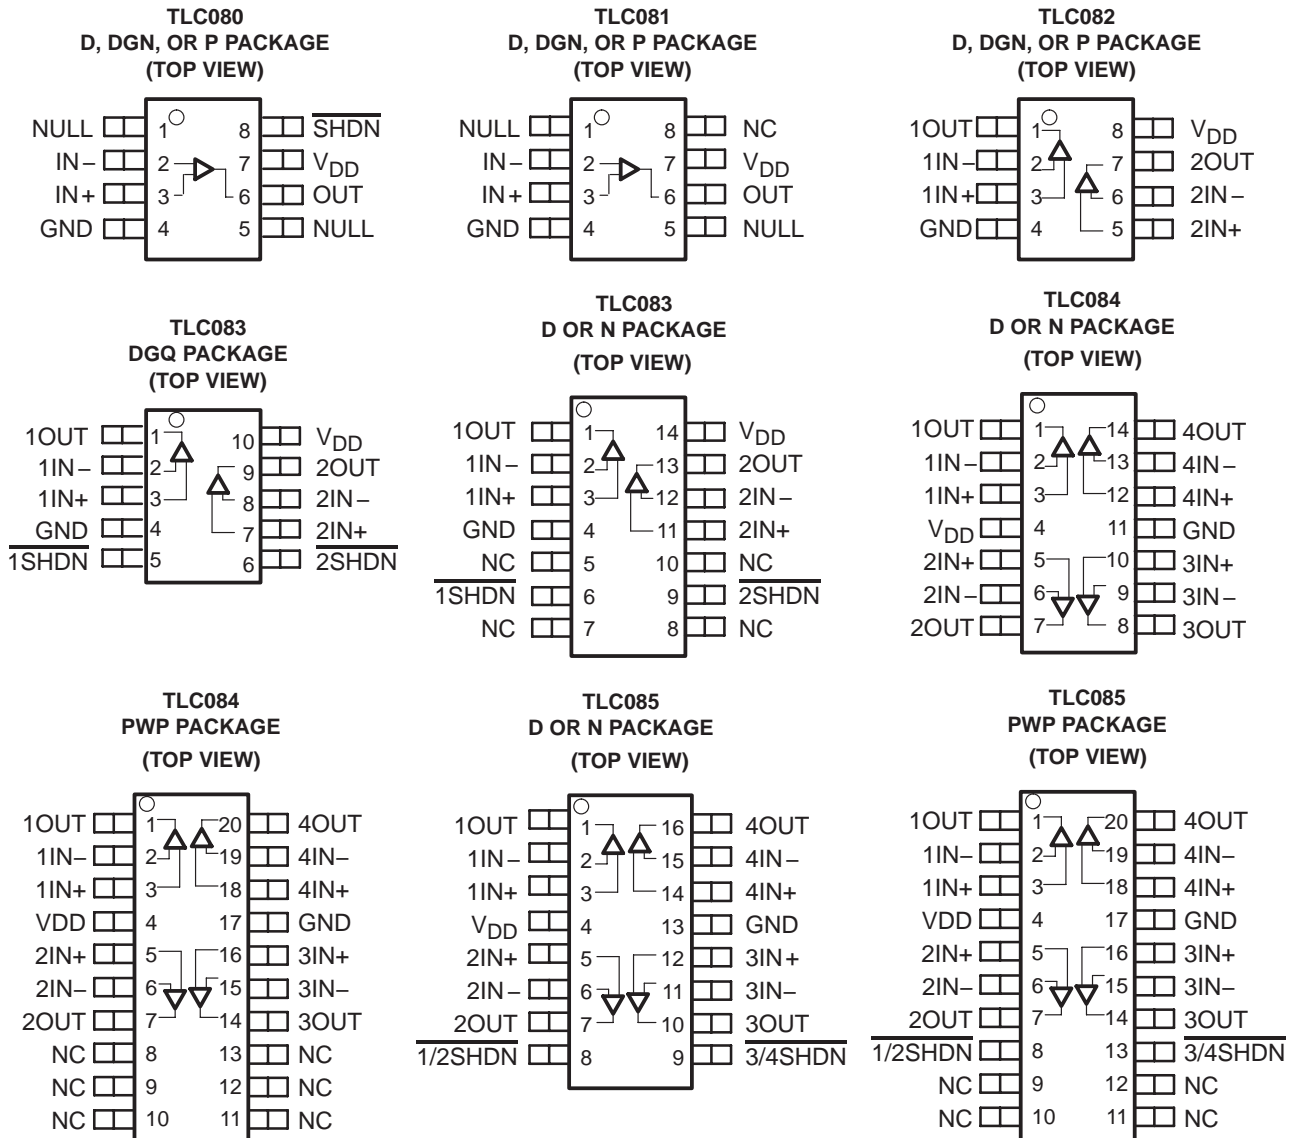 TLC080
D, DGN, OR P PACKAGE
(TOP VIEW)
NULL 1 8 SHDN
IN− 2 7 VDD
IN+ 3 6 OUT
GND 4 5 NULL
TLC081
D, DGN, OR P PACKAGE
(TOP VIEW)
NULL 1 8 NC
IN− 2 7 VDD
IN+ 3 6 OUT
GND 4 5 NULL
TLC082
D, DGN, OR P PACKAGE
(TOP VIEW)
1OUT 1 8 VDD
1IN− 2 7 2OUT
1IN+ 3 6 2IN−
GND 4 5 2IN+
TLC083
DGQ PACKAGE
(TOP VIEW)
1OUT 1 10 VDD
1IN− 2 9 2OUT
1IN+ 3 8 2IN−
GND 4 7 2IN+
1SHDN 5 6 2SHDN
TLC083
D OR N PACKAGE
(TOP VIEW)
1OUT 1 14 VDD
1IN− 2 13 2OUT
1IN+ 3 12 2IN−
GND 4 11 2IN+
NC 5 10 NC
1SHDN 6 9 2SHDN
NC 7 8 NC
TLC084
D OR N PACKAGE
(TOP VIEW)
1OUT 1 14 4OUT
1IN− 2 13 4IN−
1IN+ 3 12 4IN+
VDD 4 11 GND
2IN+ 5 10 3IN+
2IN− 6 9 3IN−
2OUT 7 8 3OUT
TLC084
PWP PACKAGE
(TOP VIEW)
1OUT 1 20 4OUT
1IN− 2 19 4IN−
1IN+ 3 18 4IN+
VDD 4 17 GND
2IN+ 5 16 3IN+
2IN− 6 15 3IN−
2OUT 7 14 3OUT
NC 8 13 NC
NC 9 12 NC
NC 10 11 NC
TLC085
D OR N PACKAGE
(TOP VIEW)
1OUT 1 16 4OUT
1IN− 2 15 4IN−
1IN+ 3 14 4IN+
VDD 4 13 GND
2IN+ 5 12 3IN+
2IN− 6 11 3IN−
2OUT 7 10 3OUT
1/2SHDN 8 9 3/4SHDN
TLC085
PWP PACKAGE
(TOP VIEW)
1OUT 1 20 4OUT
1IN− 2 19 4IN−
1IN+ 3 18 4IN+
VDD 4 17 GND
2IN+ 5 16 3IN+
2IN− 6 15 3IN−
2OUT 7 14 3OUT
1/2SHDN 8 13 3/4SHDN
NC 9 12 NC
NC 10 11 NC